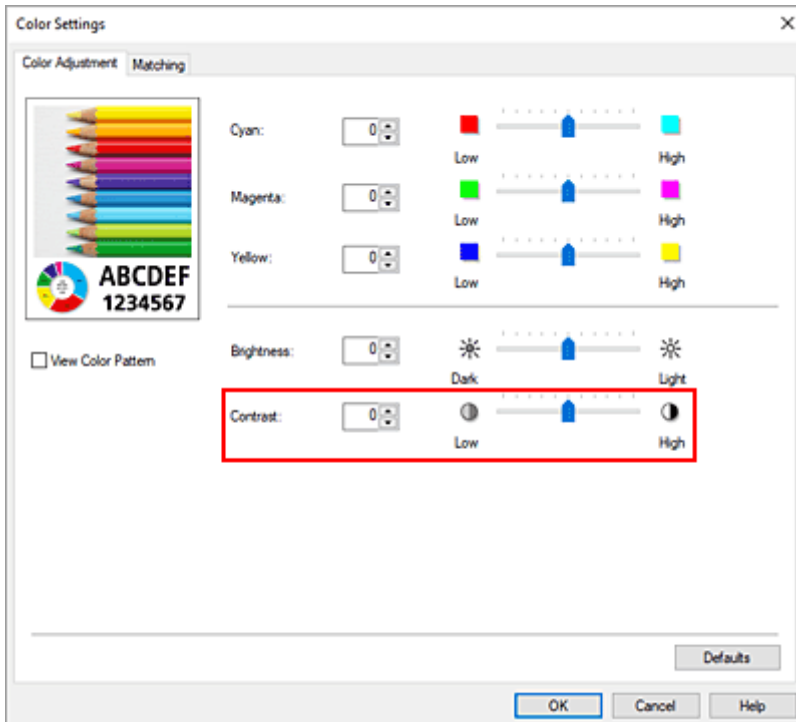 Color Settings
Color Adjustment Matching
Cyan: 0
Low High
Magenta: 0
Low High
Yellow: 0
Low High
ABCDEF
1234567
View Color Pattern
Brightness: 0
Dark Light
Contrast: 0
Low High
Defaults
OK Cancel Help